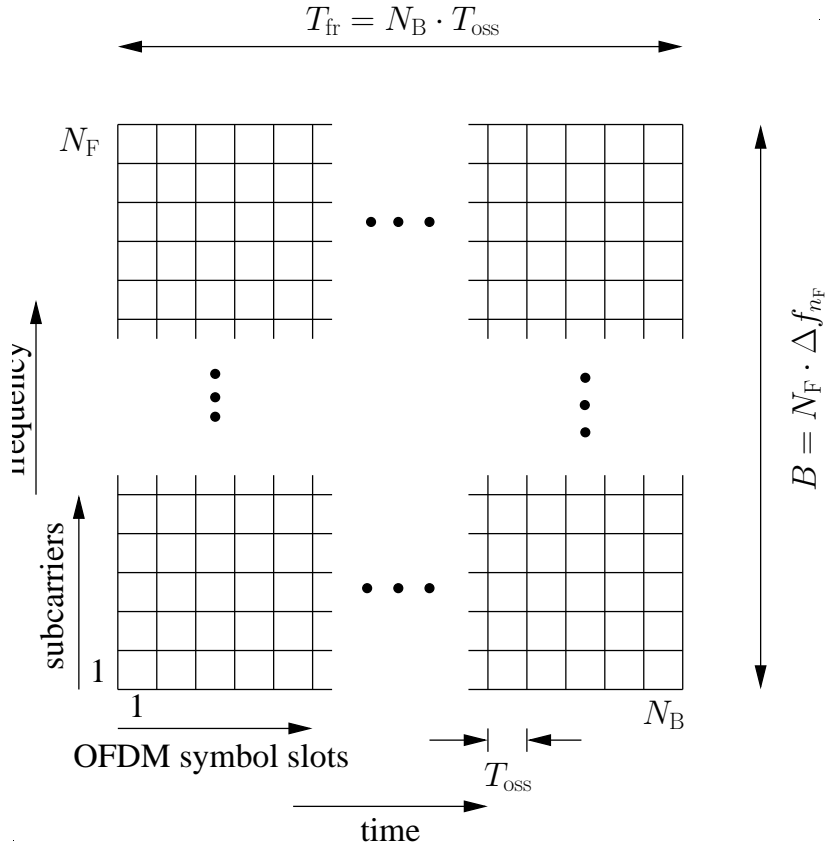 T_fr = N_B · T_oss
N_F
frequency
subcarriers
B = N_F · Δf_{n_F}
1
1
N_B
OFDM symbol slots
T_oss
time